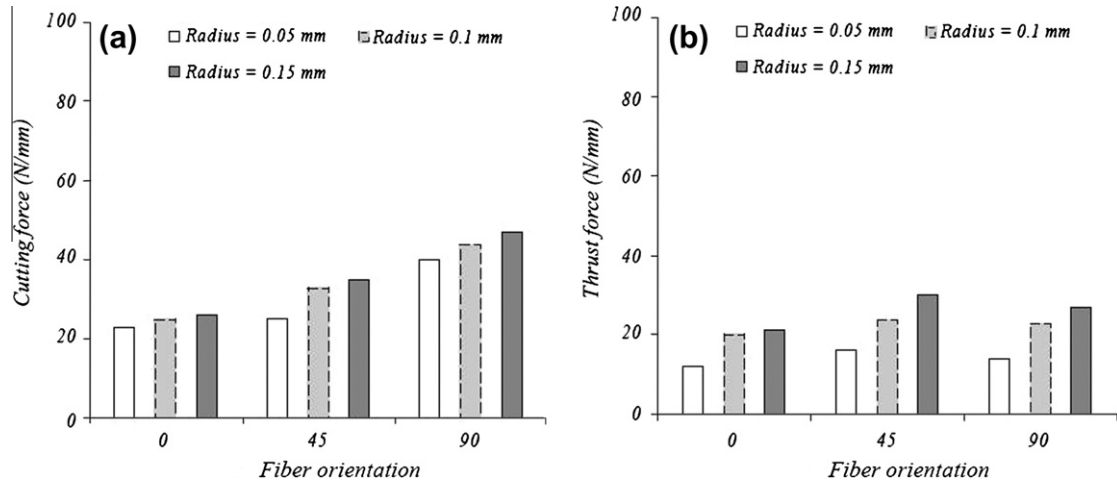 (a)
Radius = 0.05 mm
Radius = 0.1 mm
Radius = 0.15 mm
Cutting force (N/mm)
100
80
60
40
20
0
0 45 90
Fiber orientation
(b)
Radius = 0.05 mm
Radius = 0.1 mm
Radius = 0.15 mm
Thrust force (N/mm)
100
80
60
40
20
0
0 45 90
Fiber orientation